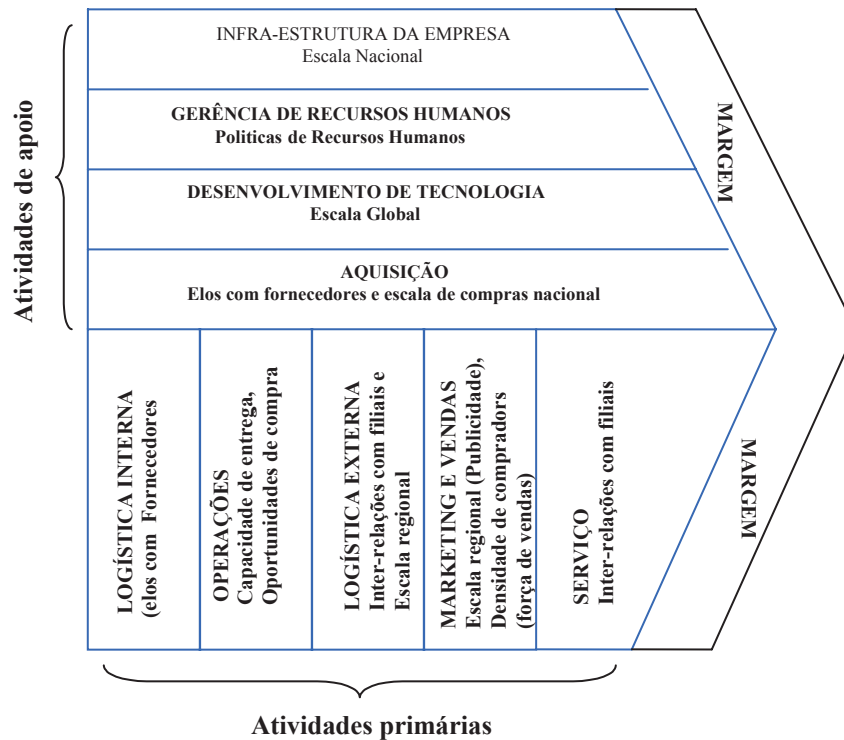 INFRA-ESTRUTURA DA EMPRESA
Escala Nacional
GERÊNCIA DE RECURSOS HUMANOS
Politicas de Recursos Humanos
DESENVOLVIMENTO DE TECNOLOGIA
Escala Global
AQUISIÇÃO
Elos com fornecedores e escala de compras nacional
Atividades de apoio
MARGEM
LOGÍSTICA INTERNA
(elos com Fornecedores
OPERAÇÕES
Capacidade de entrega,
Oportunidades de compra
LOGÍSTICA EXTERNA
Inter-relações com filiais e
Escala regional
MARKETING E VENDAS
Escala regional (Publicidade),
Densidade de compradors
(força de vendas)
SERVIÇO
Inter-relações com filiais
MARGEM
Atividades primárias